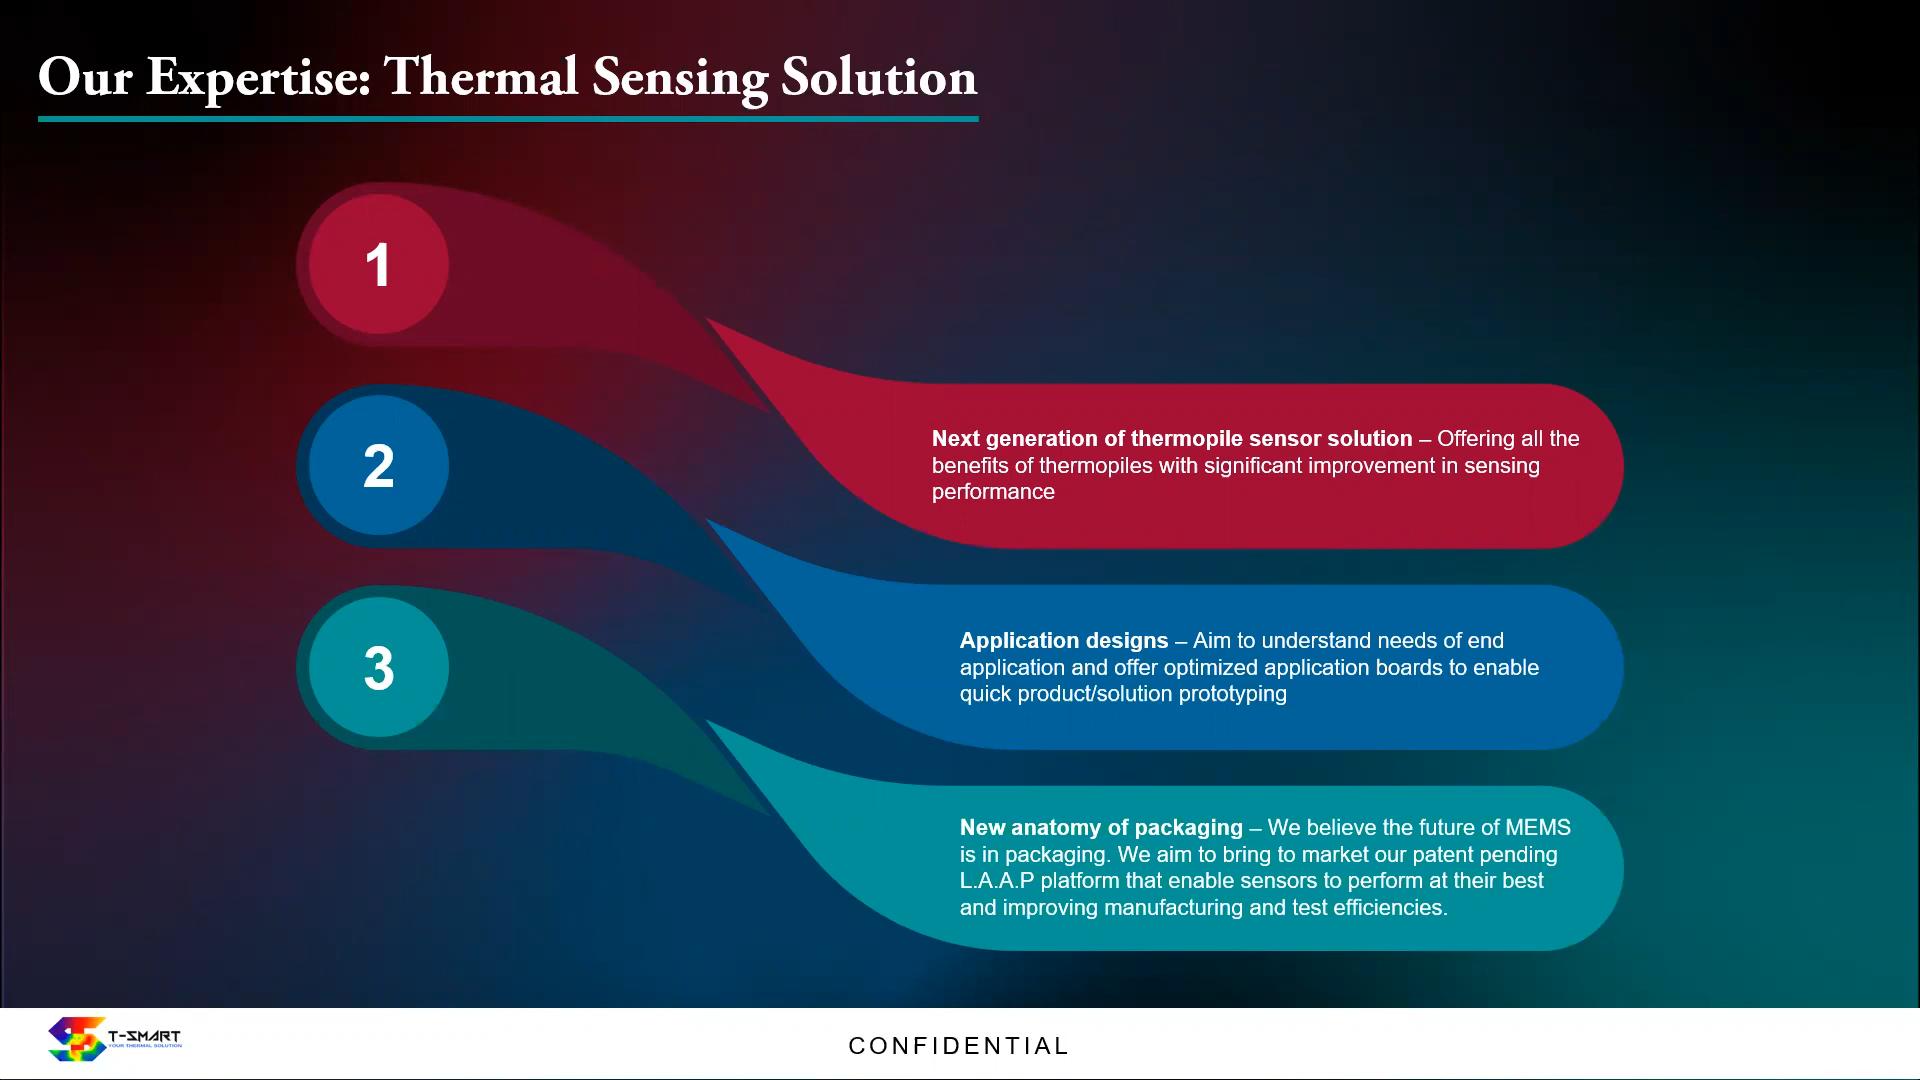 Our Expertise: Thermal Sensing Solution
1
Next generation of thermopile sensor solution – Offering all the
benefits of thermopiles with significant improvement in sensing
performance
2
Application designs – Aim to understand needs of end
application and offer optimized application boards to enable
quick product/solution prototyping
3
New anatomy of packaging – We believe the future of MEMS
is in packaging. We aim to bring to market our patent pending
L.A.A.P platform that enable sensors to perform at their best
and improving manufacturing and test efficiencies.
T-SMART
YOUR THERMAL SOLUTION
CONFIDENTIAL